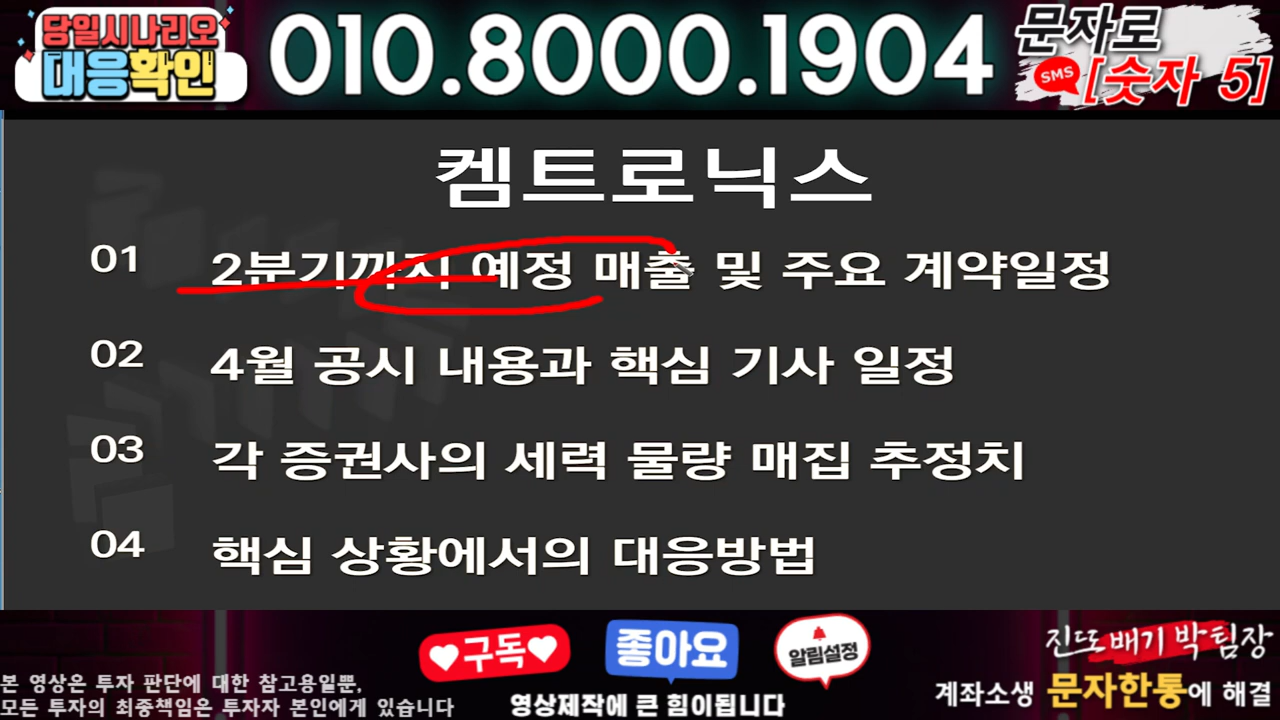 당일시나리오
대응확인
010.8000.1904
문자로
SMS [숫자 5]
켐트로닉스
01 2분기까지 예정 매출 및 주요 계약일정
02 4월 공시 내용과 핵심 기사 일정
03 각 증권사의 세력 물량 매집 추정치
04 핵심 상황에서의 대응방법
구독
좋아요
알림설정
영상제작에 큰 힘이됩니다
본 영상은 투자 판단에 대한 참고용일뿐,
모든 투자의 최종책임은 투자자 본인에게 있습니다
진또배기 박팀장
계좌소생 문자한통에 해결